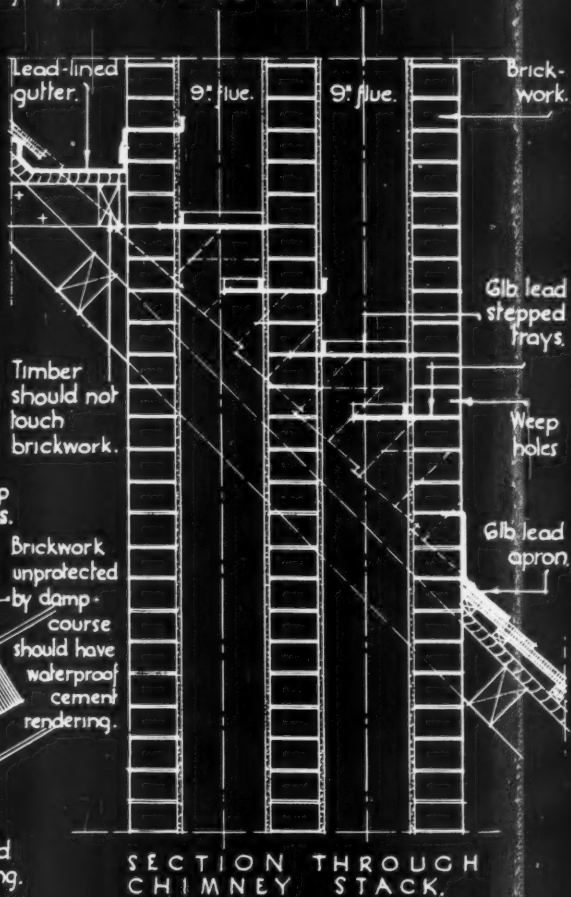 Lead-lined
gutter.
9" flue.
9" flue.
Brick-
work.
6lb. lead
stepped
trays.
Timber
should not
touch
brickwork.
Weep
holes
p
s.
Brickwork
unprotected
by damp-
course
should have
waterproof
cement
rendering.
6lb lead
apron.
d
ng.
SECTION THROUGH
CHIMNEY STACK.